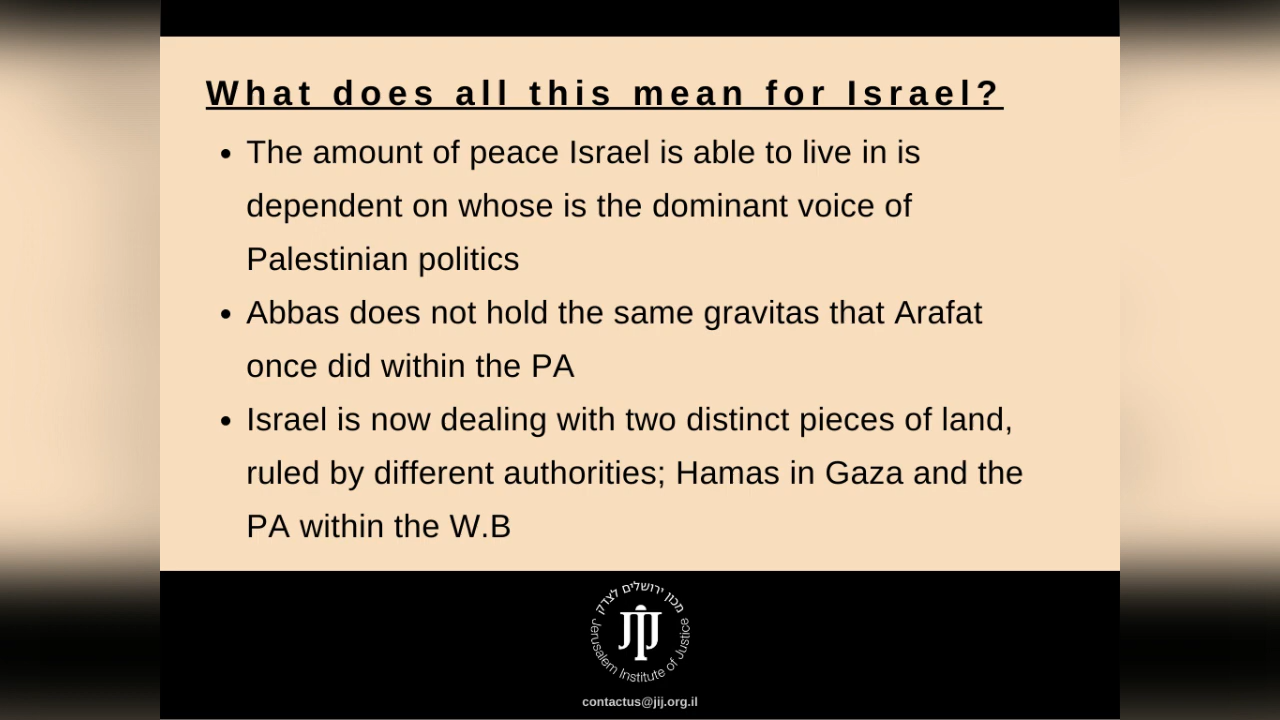 What does all this mean for Israel?
• The amount of peace Israel is able to live in is
dependent on whose is the dominant voice of
Palestinian politics
• Abbas does not hold the same gravitas that Arafat
once did within the PA
• Israel is now dealing with two distinct pieces of land,
ruled by different authorities; Hamas in Gaza and the
PA within the W.B
מכון ירושלים לצדק
JIJ
Jerusalem Institute of Justice
contactus@jij.org.il